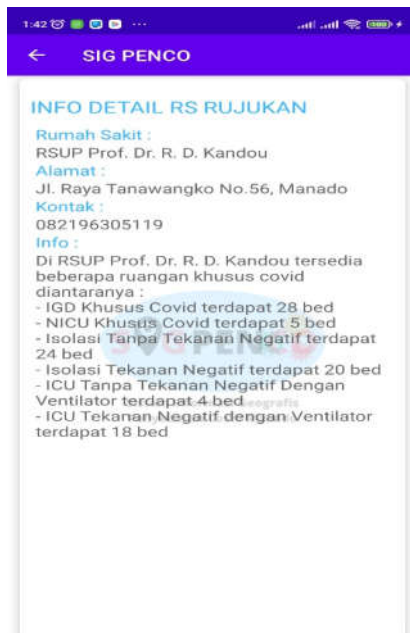 1:42
SIG PENCO
INFO DETAIL RS RUJUKAN
Rumah Sakit :
RSUP Prof. Dr. R. D. Kandou
Alamat :
Jl. Raya Tanawangko No.56, Manado
Kontak :
082196305119
Info :
Di RSUP Prof. Dr. R. D. Kandou tersedia
beberapa ruangan khusus covid
diantaranya :
- IGD Khusus Covid terdapat 28 bed
- NICU Khusus Covid terdapat 5 bed
- Isolasi Tanpa Tekanan Negatif terdapat
24 bed
- Isolasi Tekanan Negatif terdapat 20 bed
- ICU Tanpa Tekanan Negatif Dengan
Ventilator terdapat 4 bed
- ICU Tekanan Negatif dengan Ventilator
terdapat 18 bed